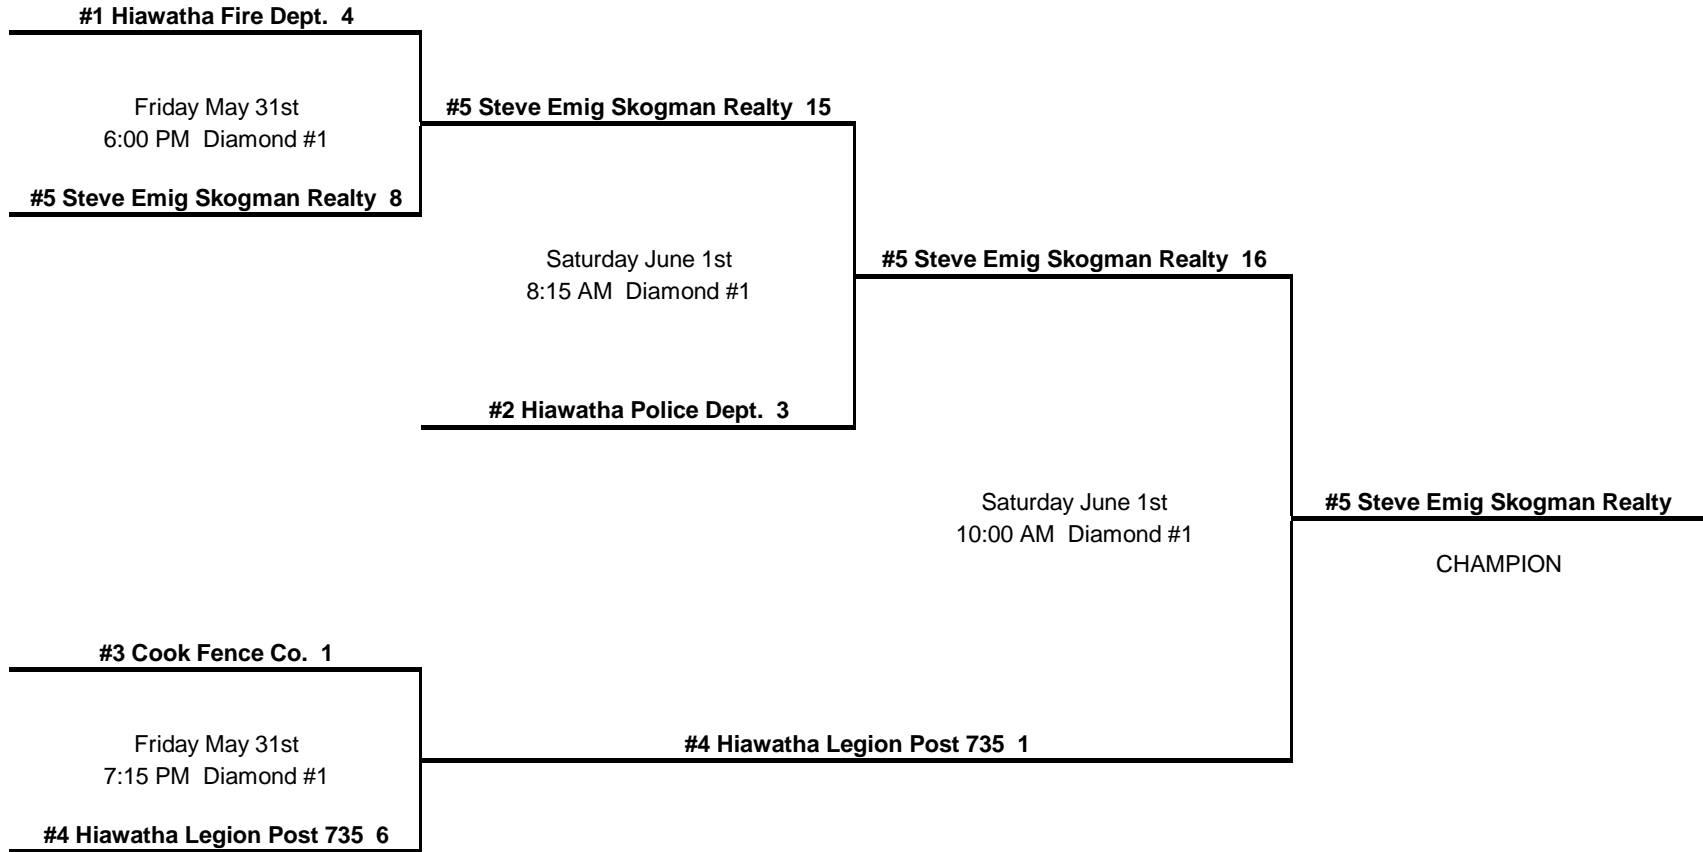 #1 Hiawatha Fire Dept.  4
Friday May 31st
6:00 PM  Diamond #1
#5 Steve Emig Skogman Realty  8
#5 Steve Emig Skogman Realty  15
Saturday June 1st
8:15 AM  Diamond #1
#2 Hiawatha Police Dept.  3
#5 Steve Emig Skogman Realty  16
Saturday June 1st
10:00 AM  Diamond #1
#5 Steve Emig Skogman Realty
CHAMPION
#3 Cook Fence Co.  1
Friday May 31st
7:15 PM  Diamond #1
#4 Hiawatha Legion Post 735  6
#4 Hiawatha Legion Post 735  1